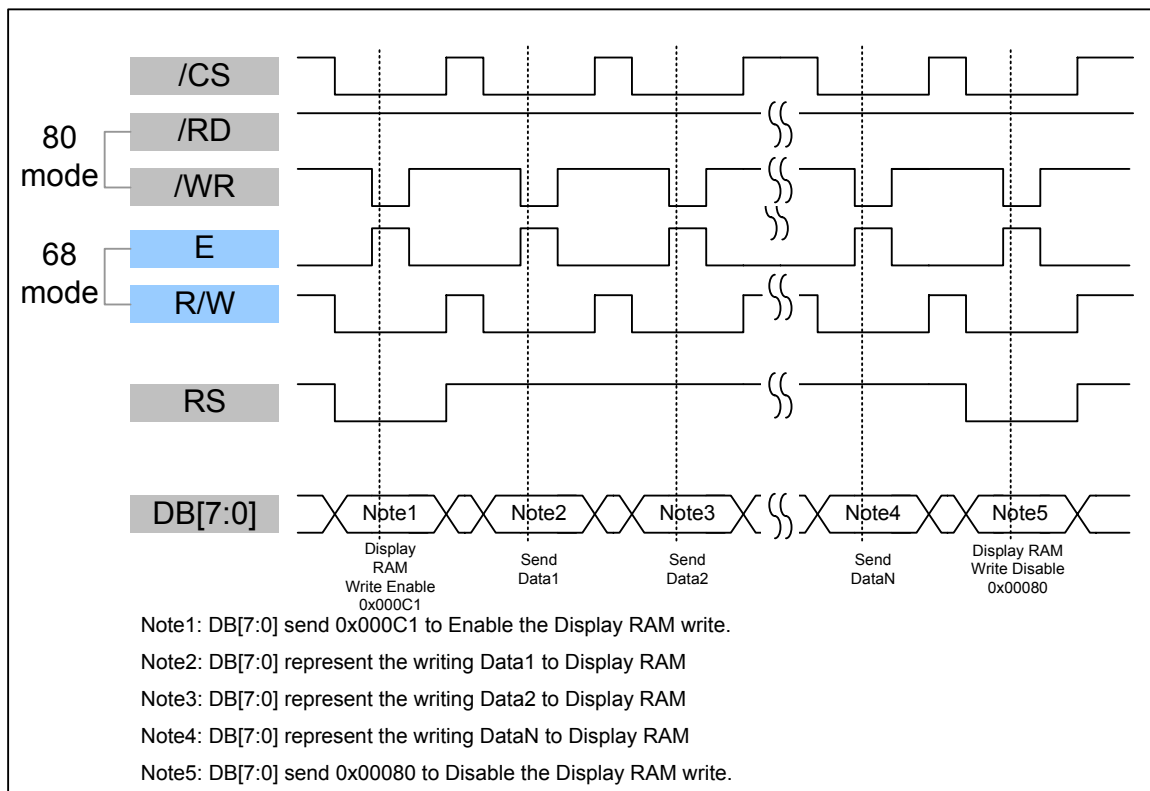 /CS
80
mode
/RD
/WR
68
mode
E
R/W
RS
DB[7:0]
Note1
Note2
Note3
Note4
Note5
Display
RAM
Write Enable
0x000C1
Send
Data1
Send
Data2
Send
DataN
Display RAM
Write Disable
0x00080
Note1: DB[7:0] send 0x000C1 to Enable the Display RAM write.
Note2: DB[7:0] represent the writing Data1 to Display RAM
Note3: DB[7:0] represent the writing Data2 to Display RAM
Note4: DB[7:0] represent the writing DataN to Display RAM
Note5: DB[7:0] send 0x00080 to Disable the Display RAM write.